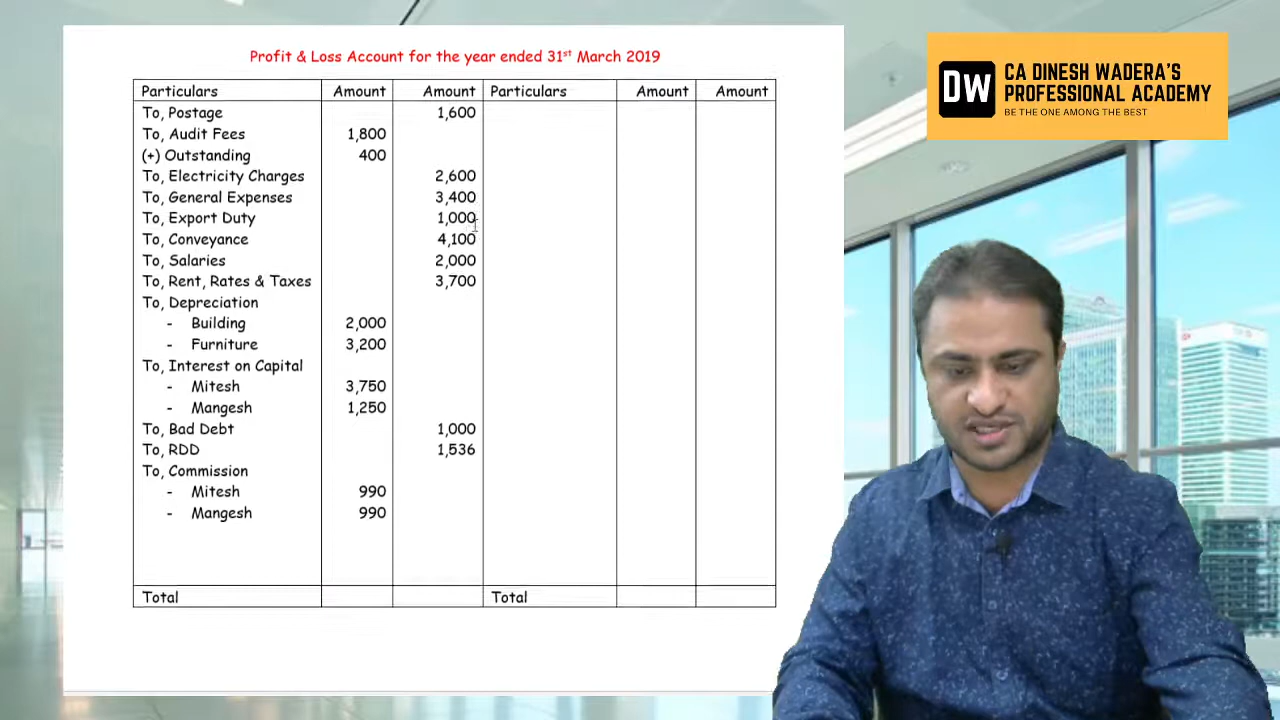 Profit & Loss Account for the year ended 31st March 2019
Particulars Amount Amount Particulars Amount Amount
To, Postage 1,600
To, Audit Fees 1,800
(+) Outstanding 400
To, Electricity Charges 2,600
To, General Expenses 3,400
To, Export Duty 1,000
To, Conveyance 4,100
To, Salaries 2,000
To, Rent, Rates & Taxes 3,700
To, Depreciation
- Building 2,000
- Furniture 3,200
To, Interest on Capital
- Mitesh 3,750
- Mangesh 1,250
To, Bad Debt 1,000
To, RDD 1,536
To, Commission
- Mitesh 990
- Mangesh 990
Total Total
DW
CA DINESH WADERA'S
PROFESSIONAL ACADEMY
BE THE ONE AMONG THE BEST